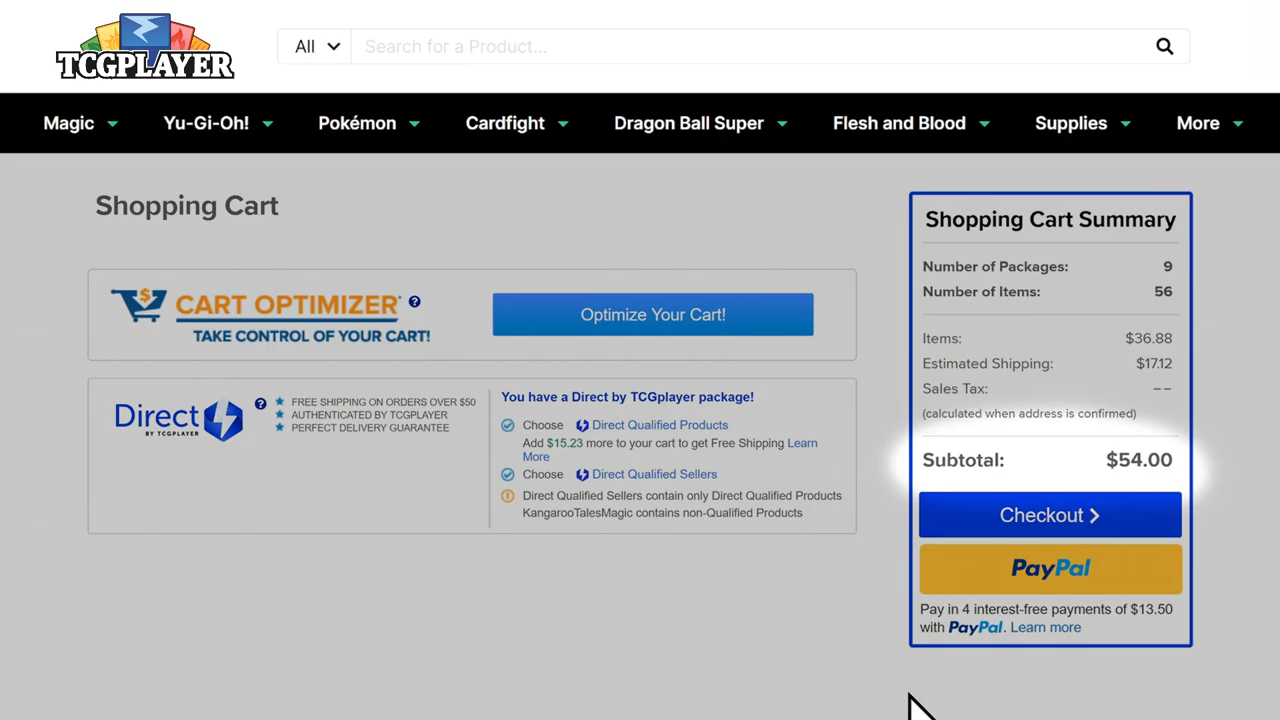 TCGPLAYER
All
Search for a Product...
Magic Yu-Gi-Oh! Pokémon Cardfight Dragon Ball Super Flesh and Blood Supplies More
Shopping Cart
CART OPTIMIZER ?
TAKE CONTROL OF YOUR CART!
Optimize Your Cart!
Direct ?
BY TCGPLAYER
FREE SHIPPING ON ORDERS OVER $50
AUTHENTICATED BY TCGPLAYER
PERFECT DELIVERY GUARANTEE
You have a Direct by TCGplayer package!
Choose Direct Qualified Products
Add $15.23 more to your cart to get Free Shipping Learn
More
Choose Direct Qualified Sellers
Direct Qualified Sellers contain only Direct Qualified Products
KangarooTalesMagic contains non-Qualified Products
Shopping Cart Summary
Number of Packages: 9
Number of Items: 56
Items: $36.88
Estimated Shipping: $17.12
Sales Tax: – –
(calculated when address is confirmed)
Subtotal: $54.00
Checkout
PayPal
Pay in 4 interest-free payments of $13.50
with PayPal. Learn more